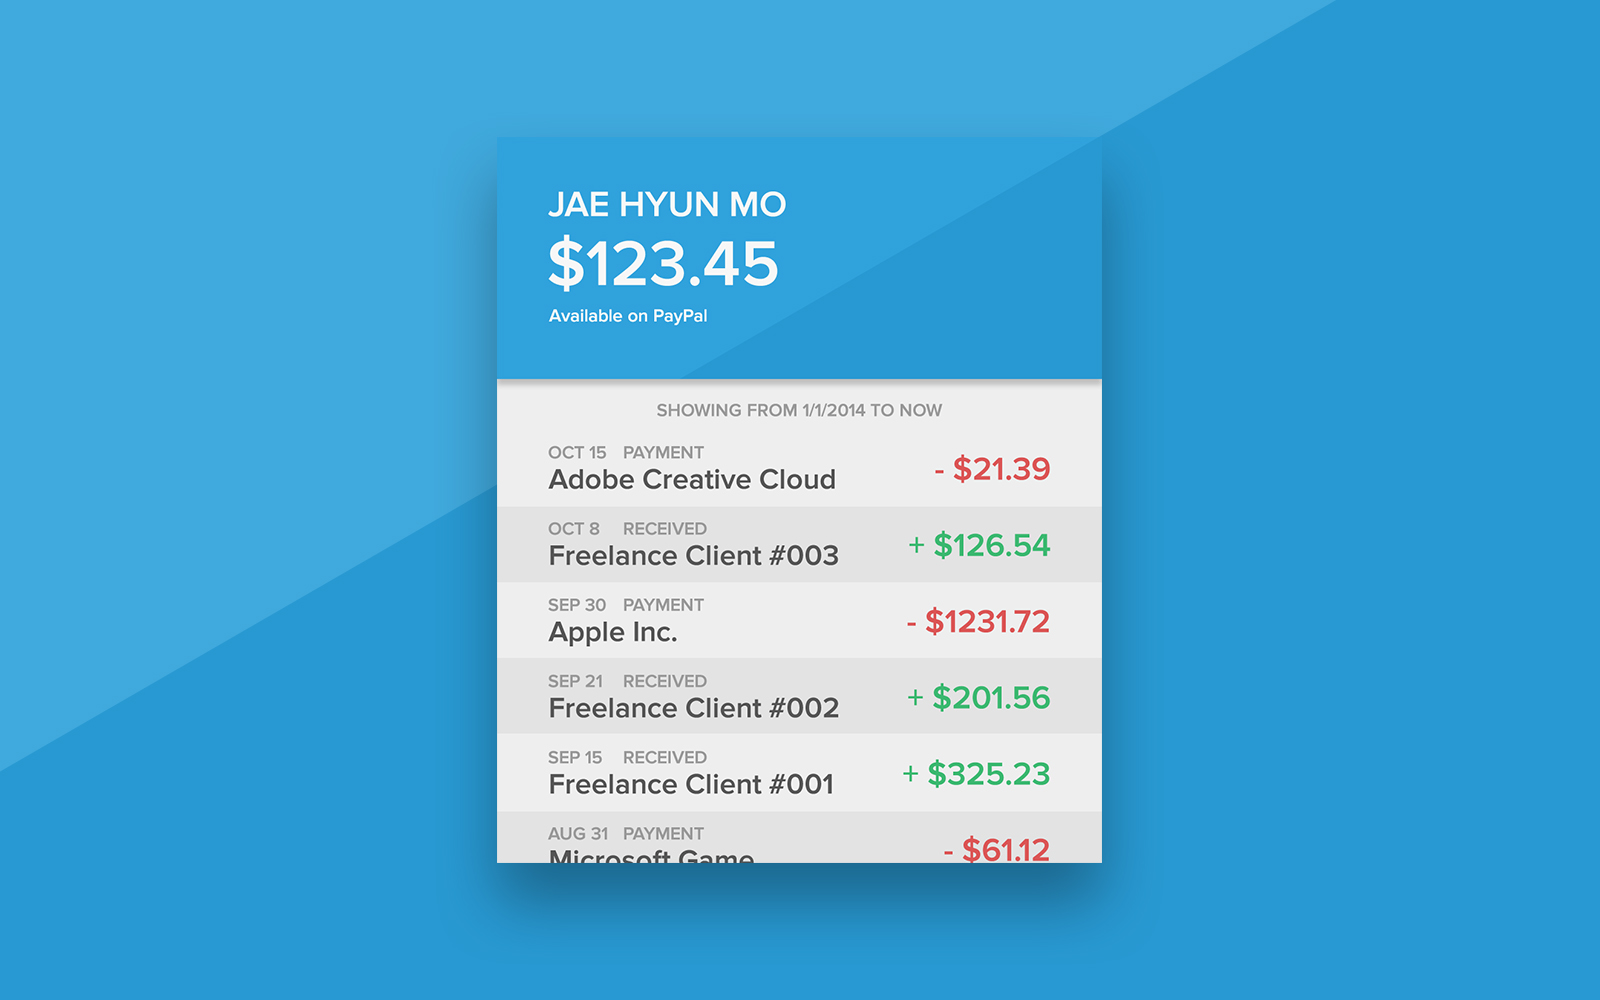 JAE HYUN MO
$123.45
Available on PayPal
SHOWING FROM 1/1/2014 TO NOW
OCT 15 PAYMENT
Adobe Creative Cloud
- $21.39
OCT 8 RECEIVED
Freelance Client #003
+ $126.54
SEP 30 PAYMENT
Apple Inc.
- $1231.72
SEP 21 RECEIVED
Freelance Client #002
+ $201.56
SEP 15 RECEIVED
Freelance Client #001
+ $325.23
AUG 31 PAYMENT
Microsoft Game
- $61.12